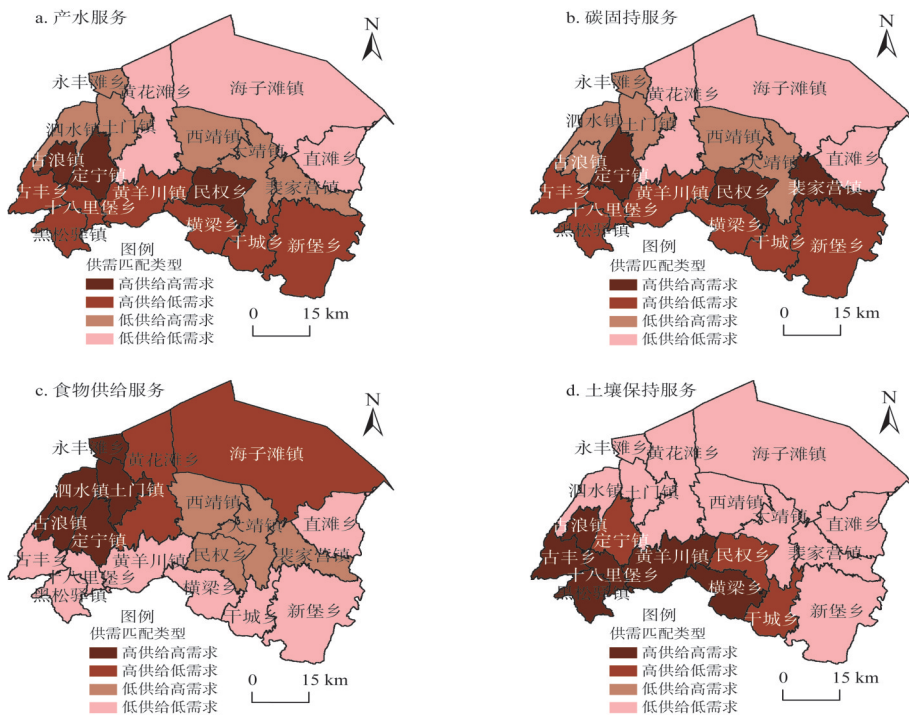 a. 产水服务
N
永丰滩乡
黄花滩乡
海子滩镇
泗水镇
土门镇
西靖镇
大靖镇
直滩乡
古浪镇
定宁镇
裴家营镇
古丰乡
黄羊川镇
民权乡
十八里堡乡
横梁乡
黑松驿镇
干城乡
新堡乡
图例
供需匹配类型
高供给高需求
高供给低需求
低供给高需求
低供给低需求
0 15 km
b. 碳固持服务
N
永丰滩乡
黄花滩乡
海子滩镇
泗水镇
土门镇
西靖镇
大靖镇
直滩乡
古浪镇
定宁镇
裴家营镇
古丰乡
黄羊川镇
民权乡
十八里堡乡
横梁乡
黑松驿镇
干城乡
新堡乡
图例
供需匹配类型
高供给高需求
高供给低需求
低供给高需求
低供给低需求
0 15 km
c. 食物供给服务
N
永丰滩乡
黄花滩乡
海子滩镇
泗水镇
土门镇
西靖镇
大靖镇
直滩乡
古浪镇
定宁镇
裴家营镇
古丰乡
黄羊川镇
民权乡
十八里堡乡
横梁乡
黑松驿镇
干城乡
新堡乡
图例
供需匹配类型
高供给高需求
高供给低需求
低供给高需求
低供给低需求
0 15 km
d. 土壤保持服务
N
永丰滩乡
黄花滩乡
海子滩镇
泗水镇
土门镇
西靖镇
大靖镇
直滩乡
古浪镇
定宁镇
裴家营镇
古丰乡
黄羊川镇
民权乡
十八里堡乡
横梁乡
黑松驿镇
干城乡
新堡乡
图例
供需匹配类型
高供给高需求
高供给低需求
低供给高需求
低供给低需求
0 15 km